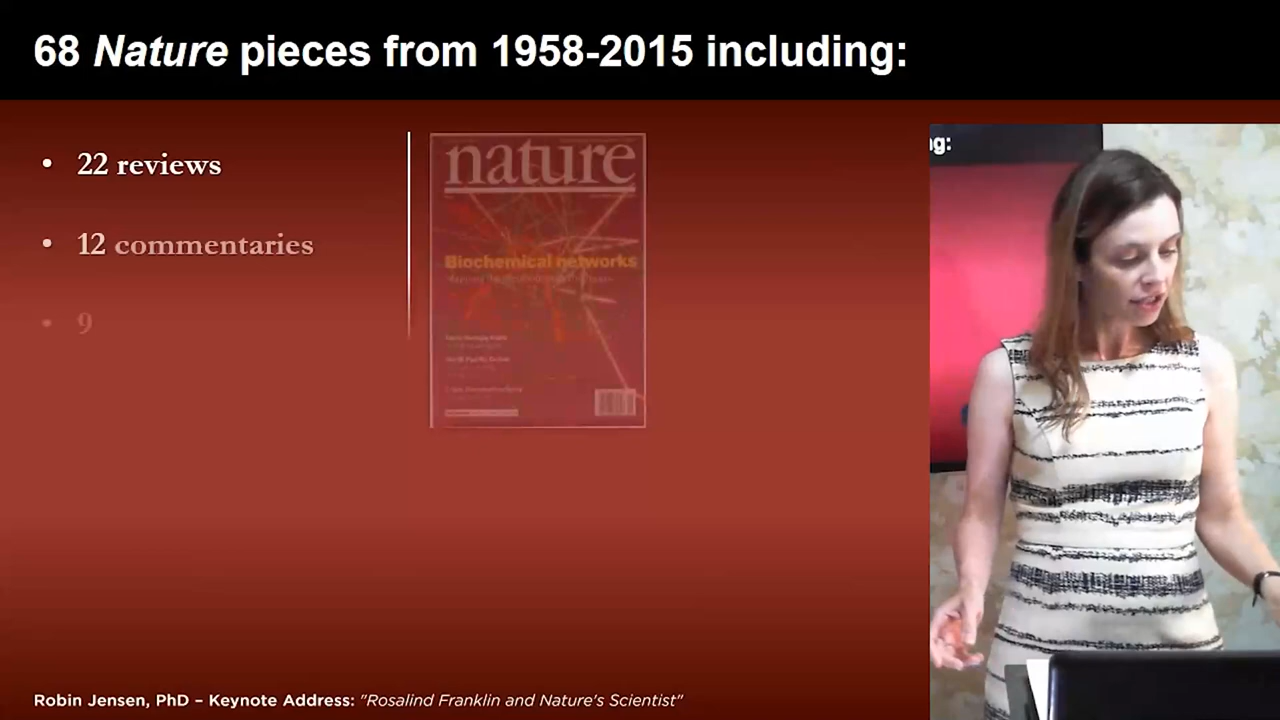 68 Nature pieces from 1958-2015 including:
• 22 reviews
• 12 commentaries
• 9
nature
Biochemical networks
ng:
Robin Jensen, PhD – Keynote Address: "Rosalind Franklin and Nature's Scientist"